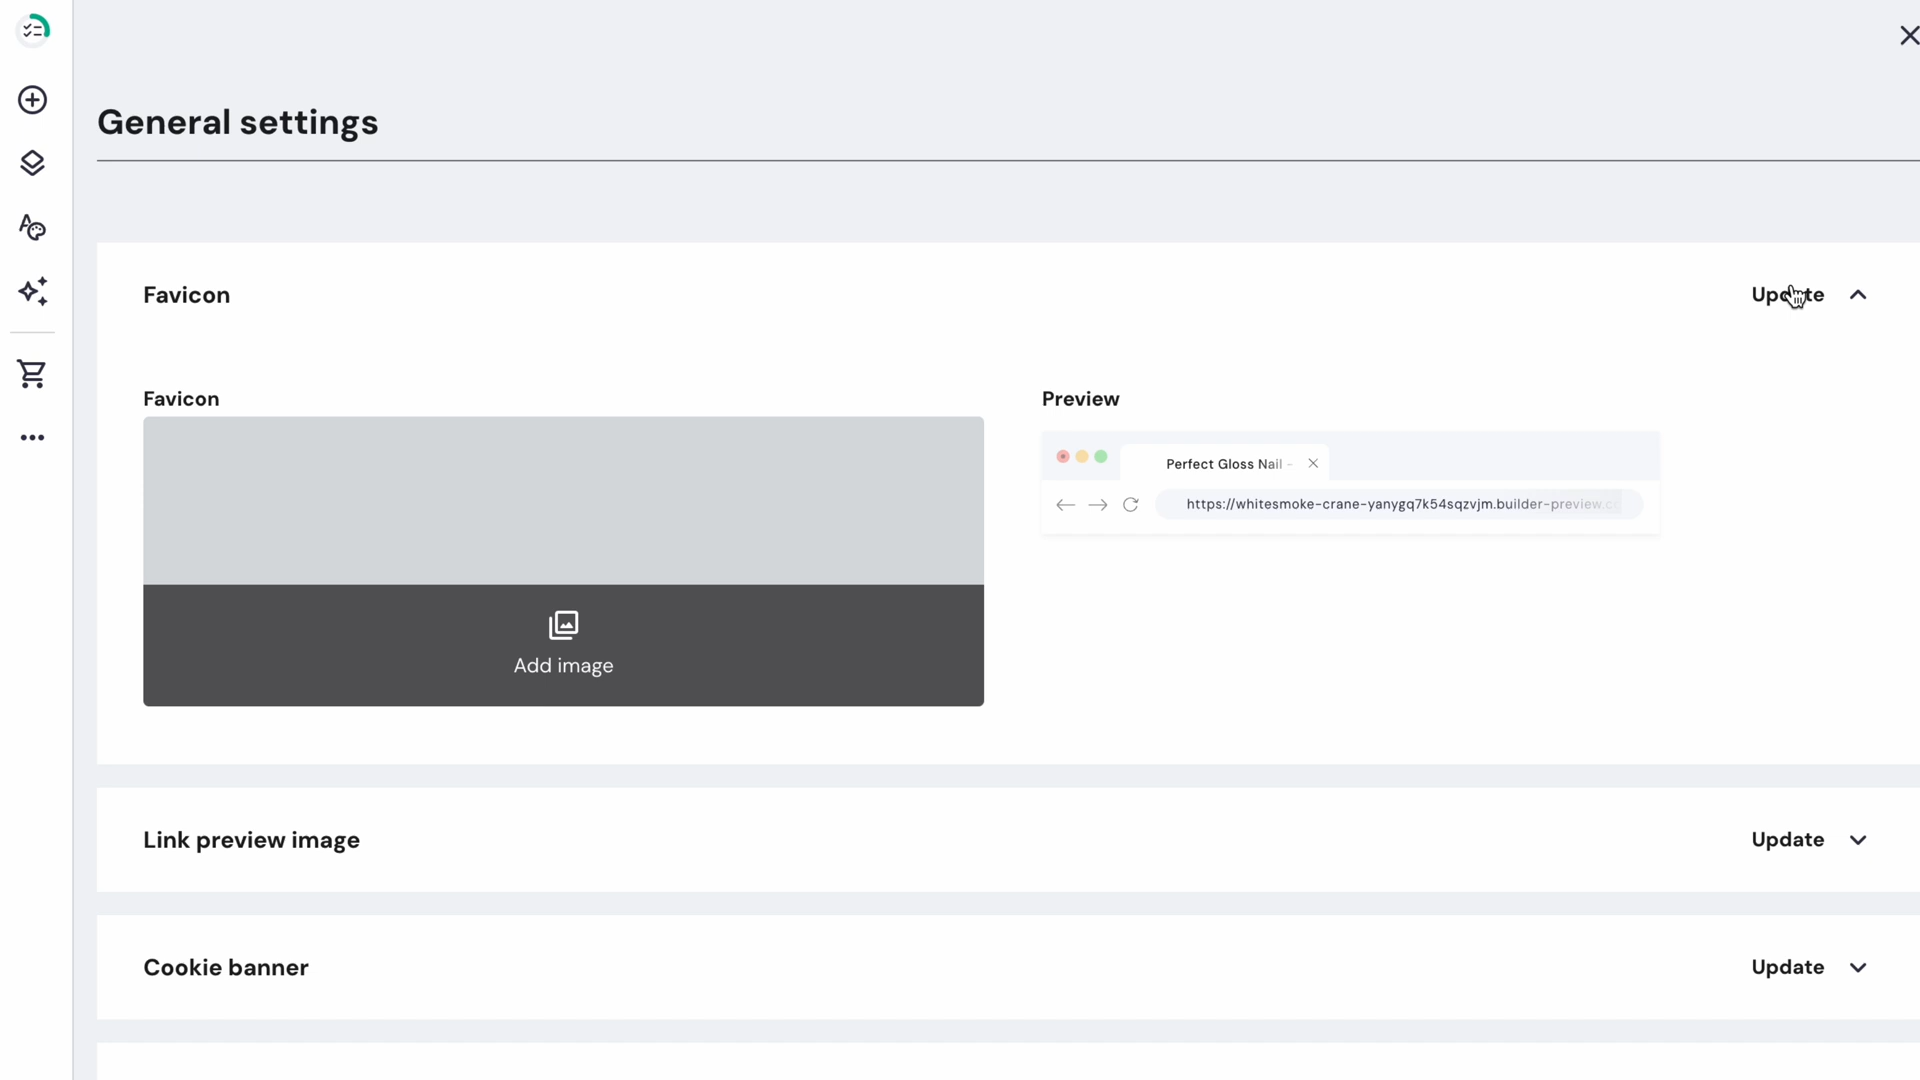 General settings
Favicon
Update
Favicon
Preview
Perfect Gloss Nail -
https://whitesmoke-crane-yanygq7k54sqzvjm.builder-preview.c
Add image
Link preview image
Update
Cookie banner
Update